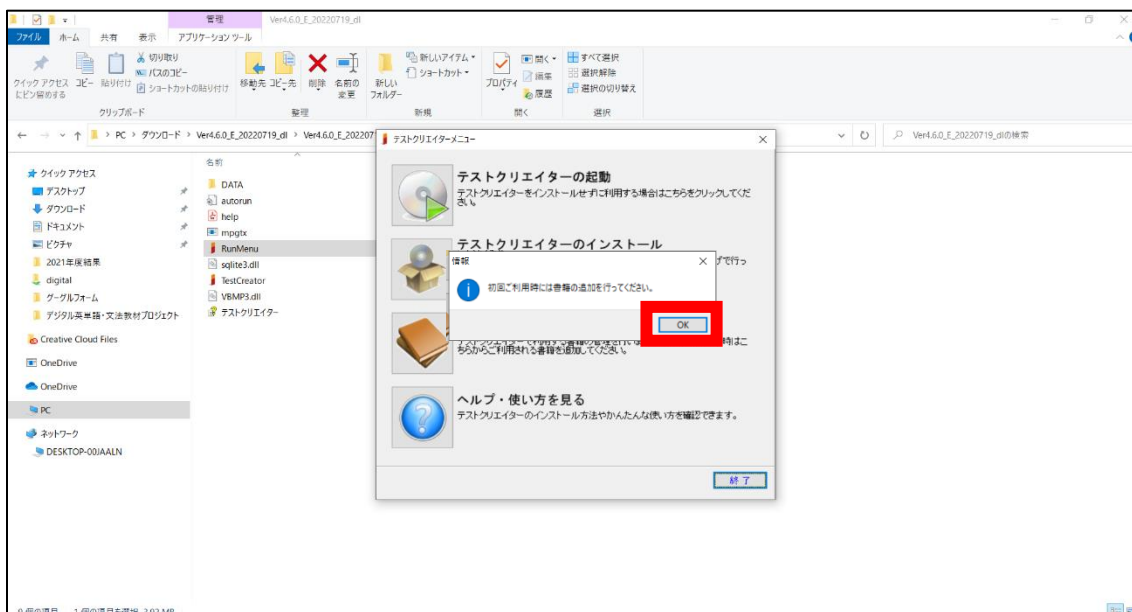 管理
Ver4.6.0_E_20220719_dl
ファイル ホーム 共有 表示 アプリケーション ツール
クイック アクセス
にピン留めする
コピー
貼り付け
切り取り
パスのコピー
ショートカットの貼り付け
クリップボード
移動先
コピー先
削除
名前の
変更
整理
新しい
フォルダー
新しいアイテム
ショートカット
新規
プロパティ
開く
編集
履歴
開く
すべて選択
選択解除
選択の切り替え
選択
PC > ダウンロード > Ver4.6.0_E_20220719_dl > Ver4.6.0_E_202207
Ver4.6.0_E_20220719_dlの検索
クイック アクセス
デスクトップ
ダウンロード
ドキュメント
ピクチャ
2021年度結果
digital
グーグルフォーム
デジタル英単語・文法教材プロジェクト
Creative Cloud Files
OneDrive
OneDrive
PC
ネットワーク
DESKTOP-00JAALN
名前
DATA
autorun
help
mpgtx
RunMenu
sqlite3.dll
TestCreator
VBMP3.dll
テストクリエイター
テストクリエイターメニュー
テストクリエイターの起動
テストクリエイターをインストールせずに利用する場合はこちらをクリックしてくだ
さい。
テストクリエイターのインストール
情報
初回ご利用時には書籍の追加を行ってください。
OK
ちらからご利用される書籍を追加してください。
ヘルプ・使い方を見る
テストクリエイターのインストール方法やかんたんな使い方を確認できます。
終了